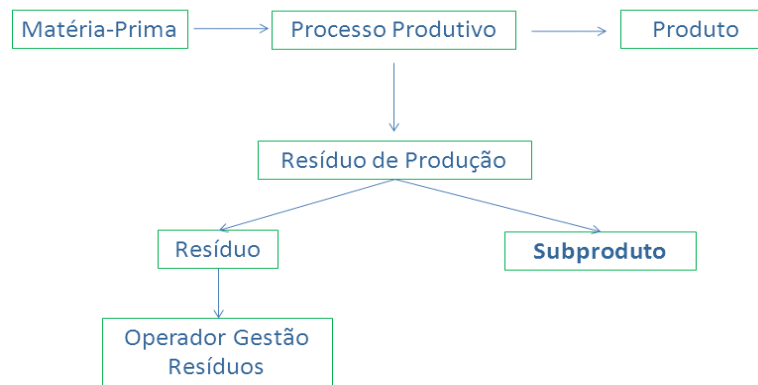 Matéria-Prima
Processo Produtivo
Produto
Resíduo de Produção
Resíduo
Subproduto
Operador Gestão
Resíduos